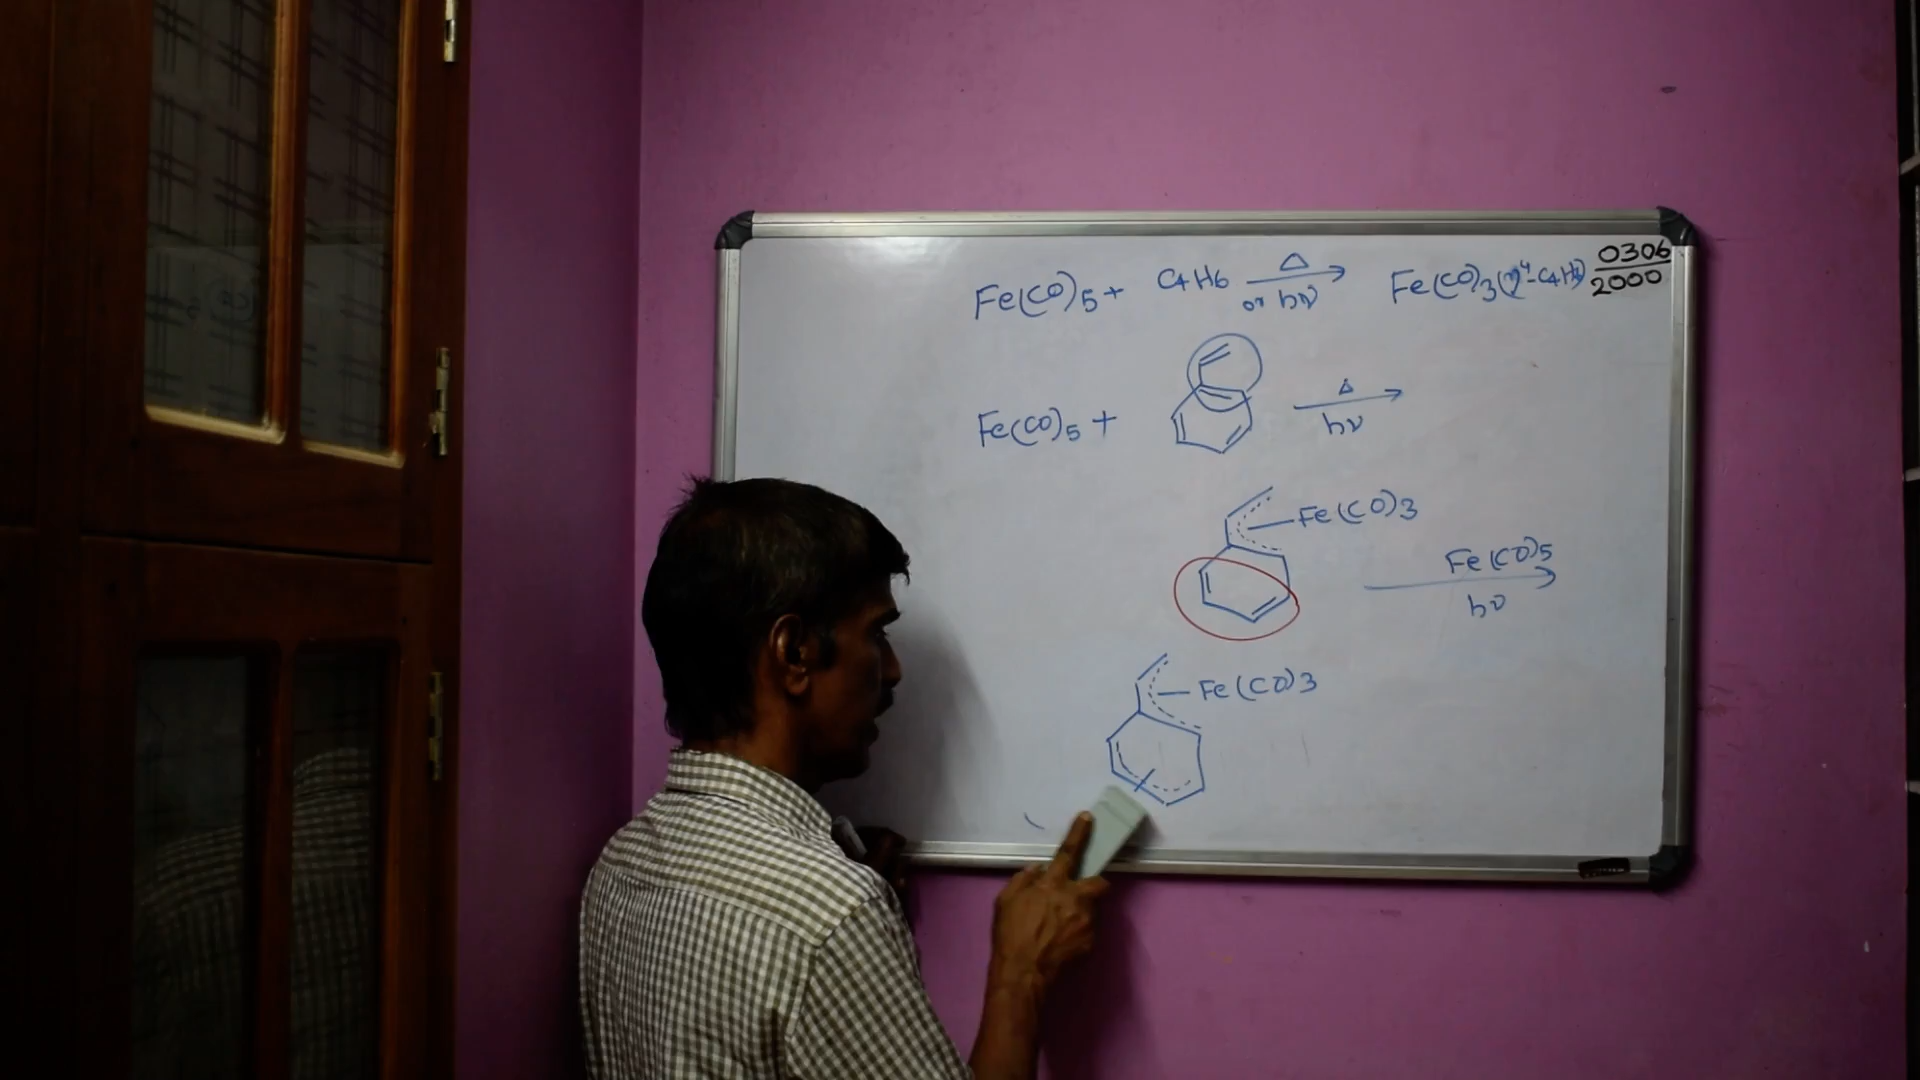 Fe(CO)5 + C4H6 Δ or hν → Fe(CO)3(η⁴-C4H6)
0306
2000
Fe(CO)5 + Δ hν →
Fe(CO)3
Fe(CO)5 hν →
Fe(CO)3